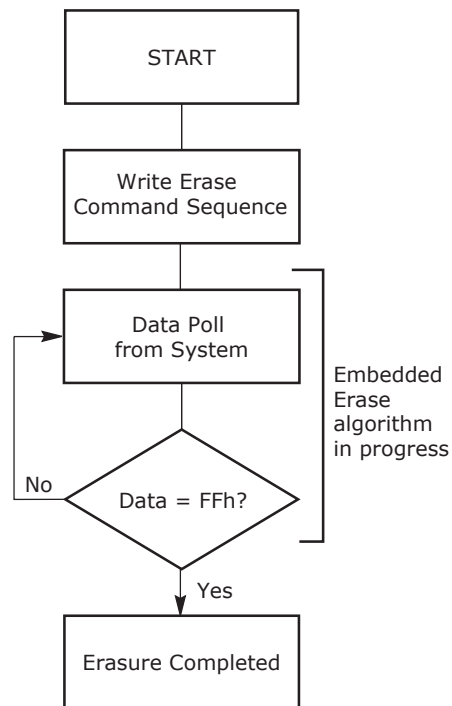 START
Write Erase
Command Sequence
Data Poll
from System
Embedded
Erase
algorithm
in progress
No
Data = FFh?
Yes
Erasure Completed